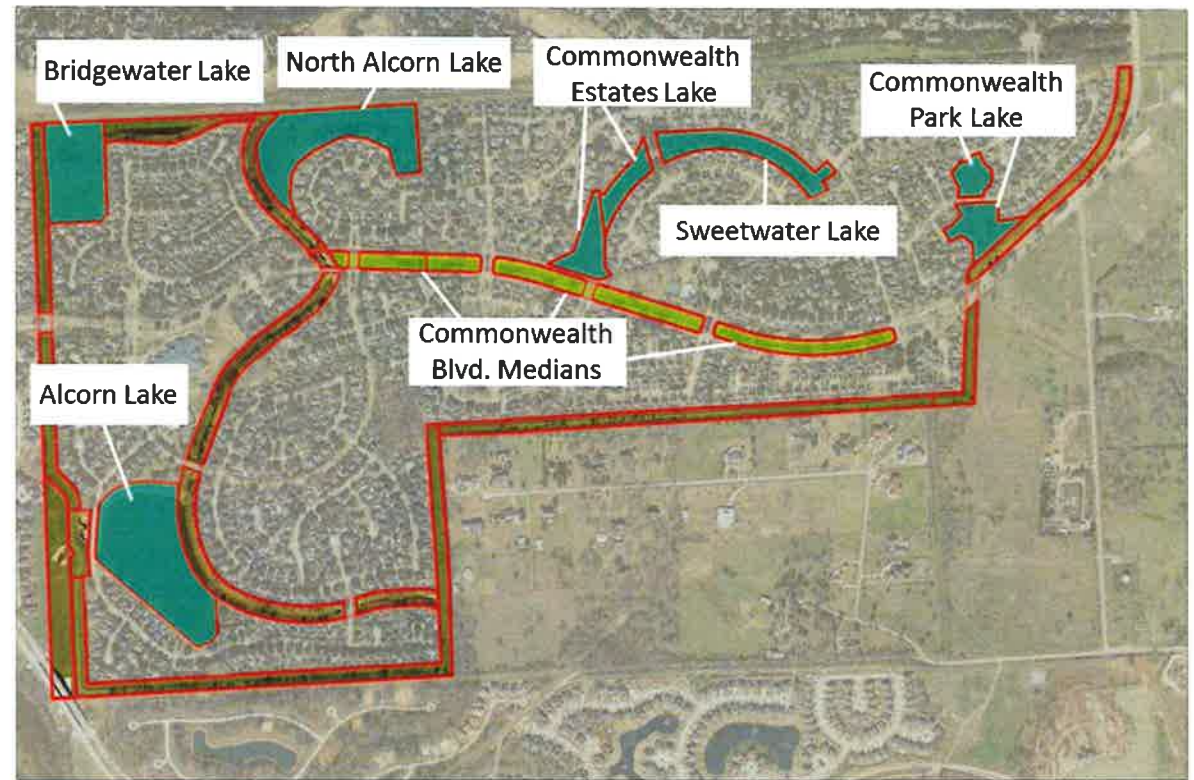 Bridgewater Lake
North Alcorn Lake
Commonwealth
Estates Lake
Commonwealth
Park Lake
Sweetwater Lake
Commonwealth
Blvd. Medians
Alcorn Lake